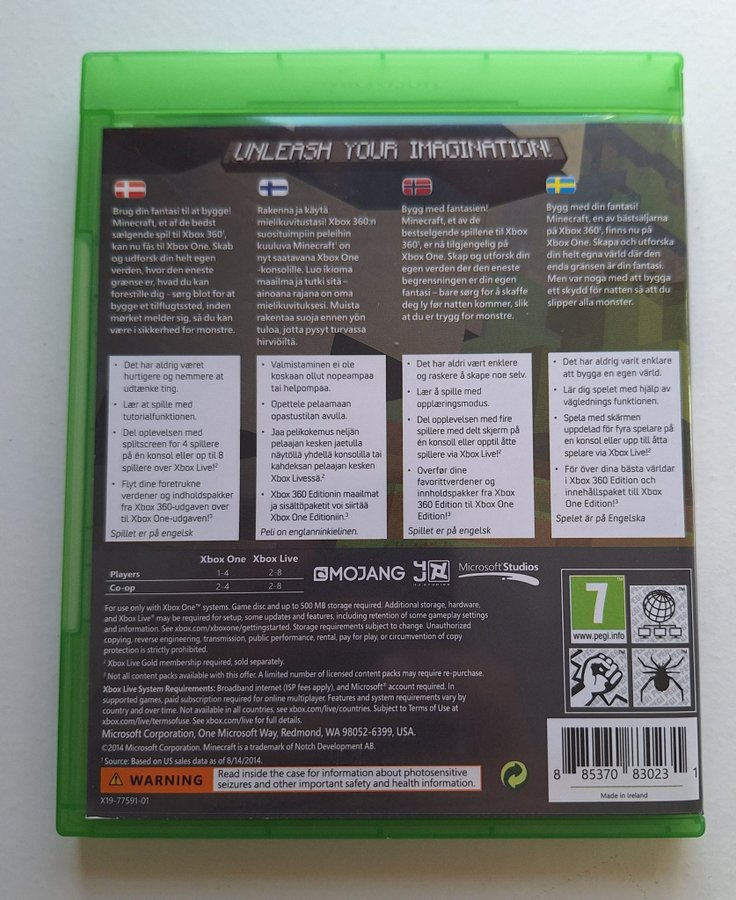 UNLEASH YOUR IMAGINATION!
Brug din fantasi til at bygge!
Minecraft, et af de bedst
sælgende spil til Xbox 360¹,
kan nu fås til Xbox One. Skab
og udforsk din helt egen
verden, hvor den eneste
grænse er, hvad du kan
forestille dig - sørg blot for at
bygge et tilflugtssted, inden
mørket melder sig, så du kan
være i sikkerhed for monstre.
Rakenna ja käytä
mielikuvitustasi! Xbox 360:n
suosituimpiin peleihin
kuuluva Minecraft¹ on
nyt saatavana Xbox One
-konsolille. Luo ikioma
maailma ja tutki sitä –
ainoana rajana on oma
mielikuvituksesi. Muista
rakentaa suoja ennen yön
tuloa, jotta pysyt turvassa
hirviöiltä.
Bygg med fantasien!
Minecraft, et av de
bestselgende spillene til Xbox
360¹, er nå tilgjengelig på
Xbox One. Skap og utforsk din
egen verden der den eneste
begrensningen er din egen
fantasi – bare sørg for å skaffe
deg ly før natten kommer, slik
at du er trygg for monstre.
Bygg med din fantasi!
Minecraft, en av bästsäljarna
på Xbox 360¹, finns nu på
Xbox One. Skapa och utforska
din helt egna värld där den
enda gränsen är din fantasi.
Men var noga med att bygga
ett skydd för natten så att du
slipper alla monster.
• Det har aldrig været
hurtigere og nemmere at
udtænke ting.
• Lær at spille med
tutorialfunktionen.
• Del oplevelsen med
splitscreen for 4 spillere
på én konsol eller op til 8
spillere over Xbox Live!²
• Flyt dine foretrukne
verdener og indholdspakker
fra Xbox 360-udgaven over
til Xbox One-udgaven!³
Spillet er på engelsk
• Valmistaminen ei ole
koskaan ollut nopeampaa
tai helpompaa.
• Opettele pelaamaan
opastustilan avulla.
• Jaa pelikokemus neljän
pelaajan kesken jaetulla
näytöllä yhdellä konsolilla tai
kahdeksan pelaajan kesken
Xbox Livessä.²
• Xbox 360 Editionin maailmat
ja sisältöpaketit voi siirtää
Xbox One Editioniin.³
Peli on englanninkielinen.
• Det har aldri vært enklere
og raskere å skape noe selv.
• Lær å spille med
opplæringsmodus.
• Del opplevelsen med fire
spillere med delt skjerm på
én konsoll eller opptil åtte
spillere via Xbox Live!²
• Overfør dine
favorittverdener og
innholdspakker fra Xbox
360 Edition til Xbox One
Edition!³
Spillet er på engelsk
• Det har aldrig varit enklare
att bygga en egen värld.
• Lär dig spelet med hjälp av
väglednings funktionen.
• Spela med skärmen
uppdelad för fyra spelare på
en konsol eller upp till åtta
spelare via Xbox Live!²
• För över dina bästa världar
i Xbox 360 Edition och
innehållspaket till Xbox
One Edition!³
Spelet är på Engelska
Xbox One Xbox Live
Players 1-4 2-8
Co-op 2-4 2-8
MOJANG
4J STUDIOS
Microsoft Studios
For use only with Xbox One™ systems. Game disc and up to 500 MB storage required. Additional storage, hardware,
and Xbox Live® may be required for setup, some updates and features, including retention of some gameplay settings
and information. See xbox.com/xboxone/gettingstarted. Storage requirements subject to change. Unauthorized
copying, reverse engineering, transmission, public performance, rental, pay for play, or circumvention of copy
protection is strictly prohibited.
² Xbox Live Gold membership required, sold separately.
³ Not all content packs available with this offer. A limited number of licensed content packs may require re-purchase.
Xbox Live System Requirements: Broadband internet (ISP fees apply), and Microsoft® account required. In
supported games, paid subscription required for online multiplayer. Features and system requirements vary by
country and over time. Not available in all countries, see xbox.com/live/countries. Subject to Terms of Use at
xbox.com/live/termsofuse. See xbox.com/live for full details.
Microsoft Corporation, One Microsoft Way, Redmond, WA 98052-6399, USA.
©2014 Microsoft Corporation. Minecraft is a trademark of Notch Development AB.
¹ Source: Based on US sales data as of 8/14/2014.
7
www.pegi.info
WARNING
Read inside the case for information about photosensitive
seizures and other important safety and health information.
X19-77591-01
8 85370 83023 1
Made in Ireland